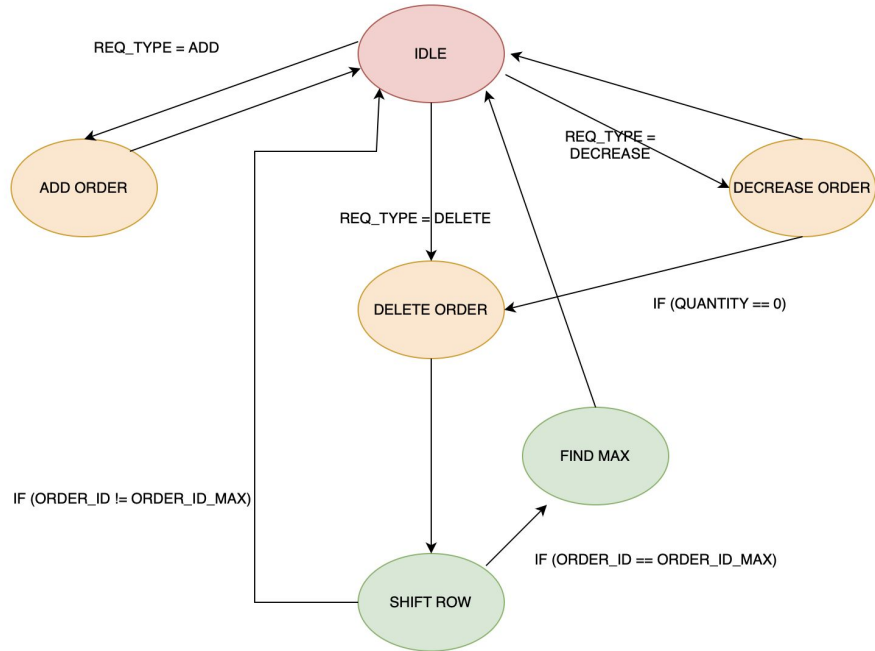 IDLE
REQ_TYPE = ADD
REQ_TYPE =
DECREASE
ADD ORDER
DECREASE ORDER
REQ_TYPE = DELETE
DELETE ORDER
IF (QUANTITY == 0)
FIND MAX
IF (ORDER_ID != ORDER_ID_MAX)
IF (ORDER_ID == ORDER_ID_MAX)
SHIFT ROW